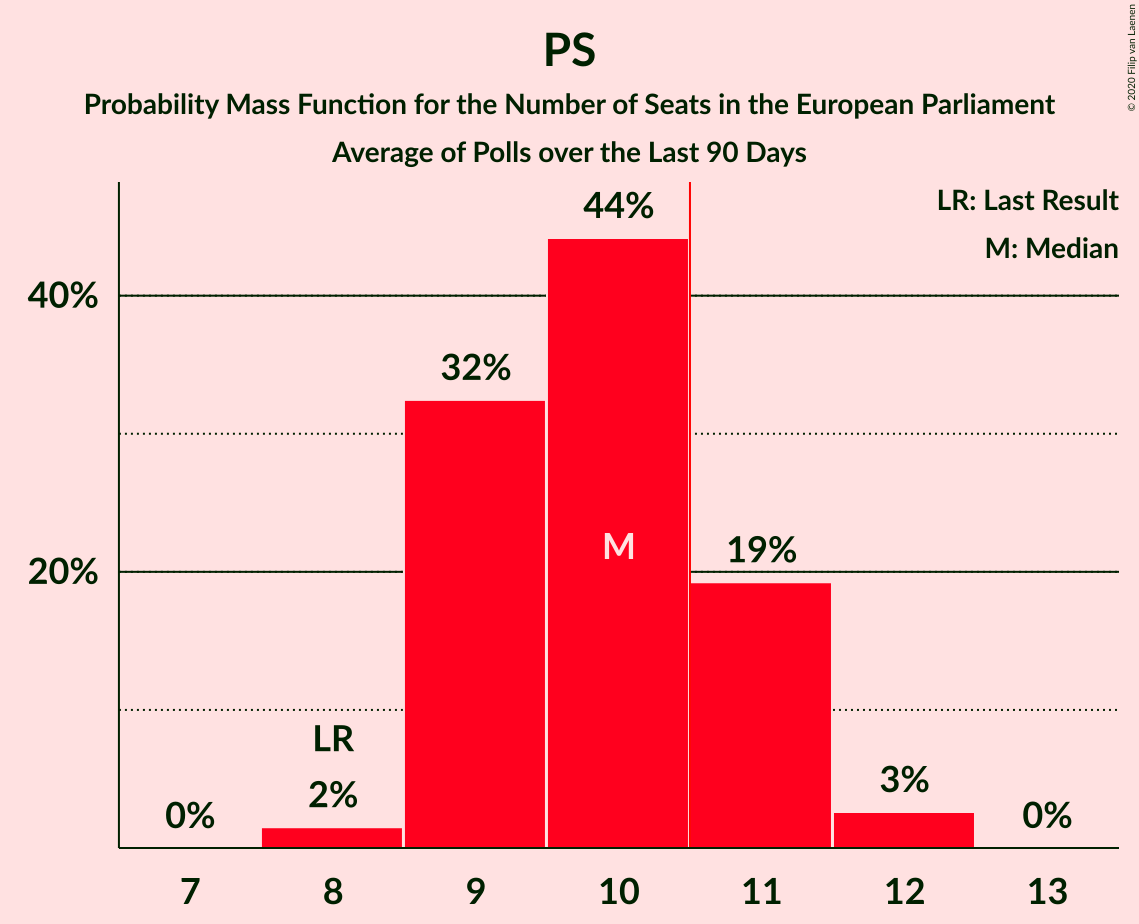 PS
Probability Mass Function for the Number of Seats in the European Parliament
Average of Polls over the Last 90 Days
© 2020 Filip van Laenen
LR: Last Result
M: Median
44%
40%
32%
M
19%
20%
LR
2%
3%
0%
0%
7 8 9 10 11 12 13